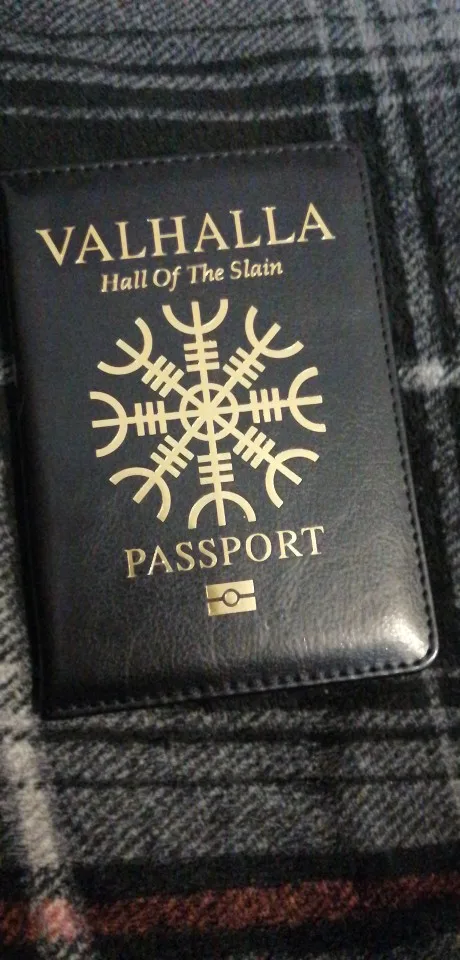 VALHALLA
Hall Of The Slain
PASSPORT